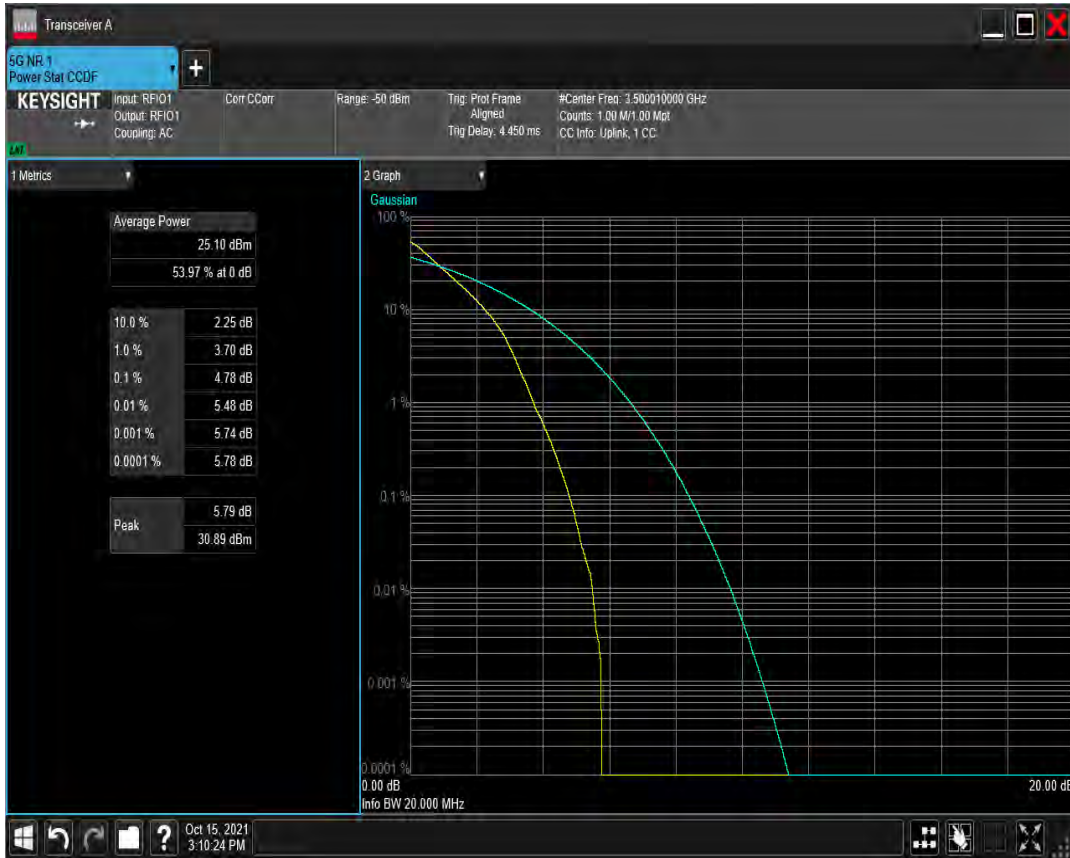 Transceiver A
5G NR 1
Power Stat CCDF
+
KEYSIGHT
Input: RFIO1
Output: RFIO1
Coupling: AC
Corr CCorr
Range: -50 dBm
Trig: Prot Frame
Aligned
Trig Delay: 4.450 ms
#Center Freq: 3.500010000 GHz
Counts: 1.00 M/1.00 Mpt
CC Info: Uplink, 1 CC
1 Metrics
Average Power
25.10 dBm
53.97 % at 0 dB
10.0 % 2.25 dB
1.0 % 3.70 dB
0.1 % 4.78 dB
0.01 % 5.48 dB
0.001 % 5.74 dB
0.0001 % 5.78 dB
Peak
5.79 dB
30.89 dBm
2 Graph
Gaussian
100 %
10 %
1 %
0.1 %
0.01 %
0.001 %
0.0001 %
0.00 dB 20.00 dB
Info BW 20.000 MHz
?
Oct 15, 2021
3:10:24 PM